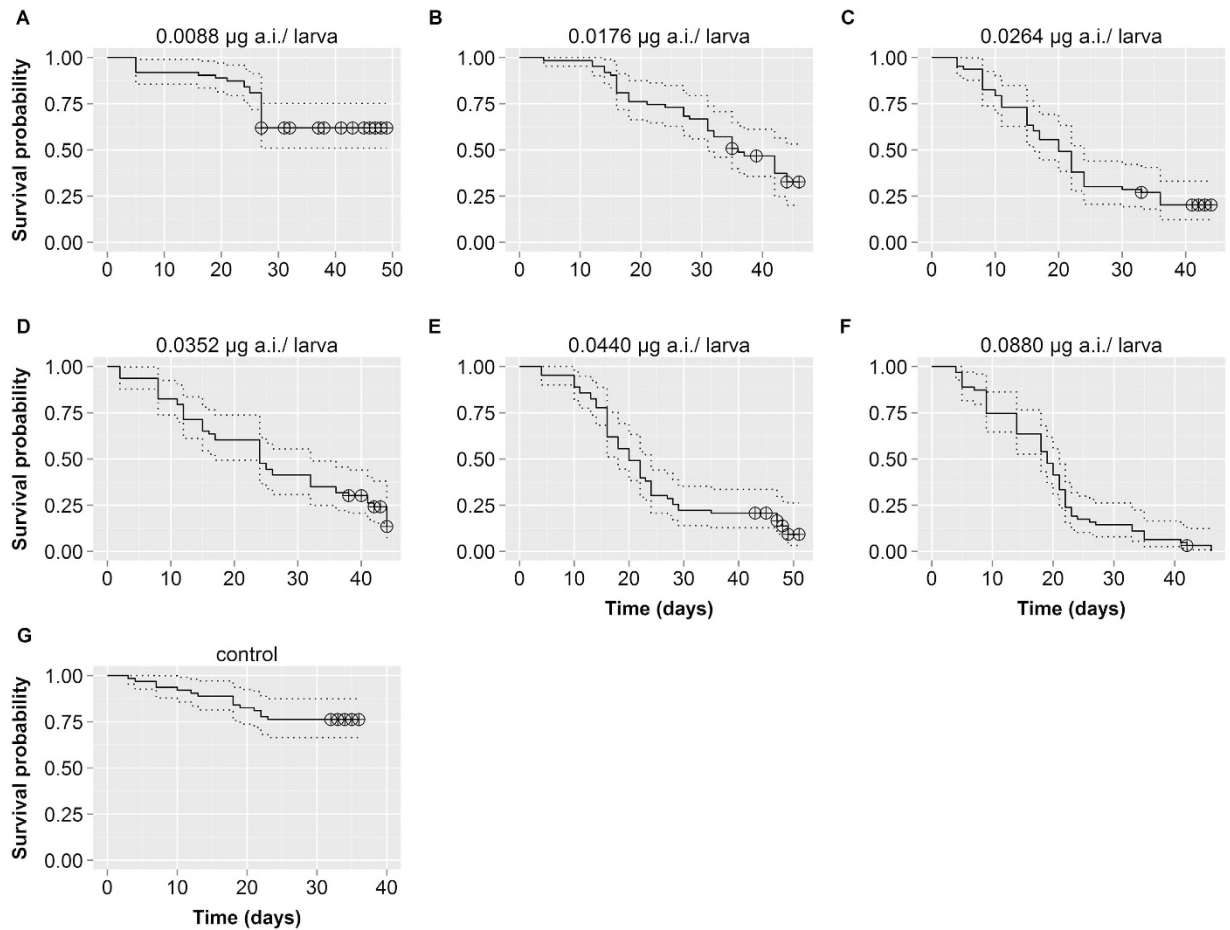 A
0.0088 µg a.i./ larva
B
0.0176 µg a.i./ larva
C
0.0264 µg a.i./ larva
Survival probability
1.00
0.75
0.50
0.25
0.00
0 10 20 30 40 50
1.00
0.75
0.50
0.25
0.00
0 20 40
1.00
0.75
0.50
0.25
0.00
0 10 20 30 40
D
0.0352 µg a.i./ larva
E
0.0440 µg a.i./ larva
F
0.0880 µg a.i./ larva
Survival probability
1.00
0.75
0.50
0.25
0.00
0 10 20 30 40
1.00
0.75
0.50
0.25
0.00
0 10 20 30 40 50
Time (days)
1.00
0.75
0.50
0.25
0.00
0 10 20 40
Time (days)
G
control
Survival probability
1.00
0.75
0.50
0.25
0.00
0 10 20 30 40
Time (days)